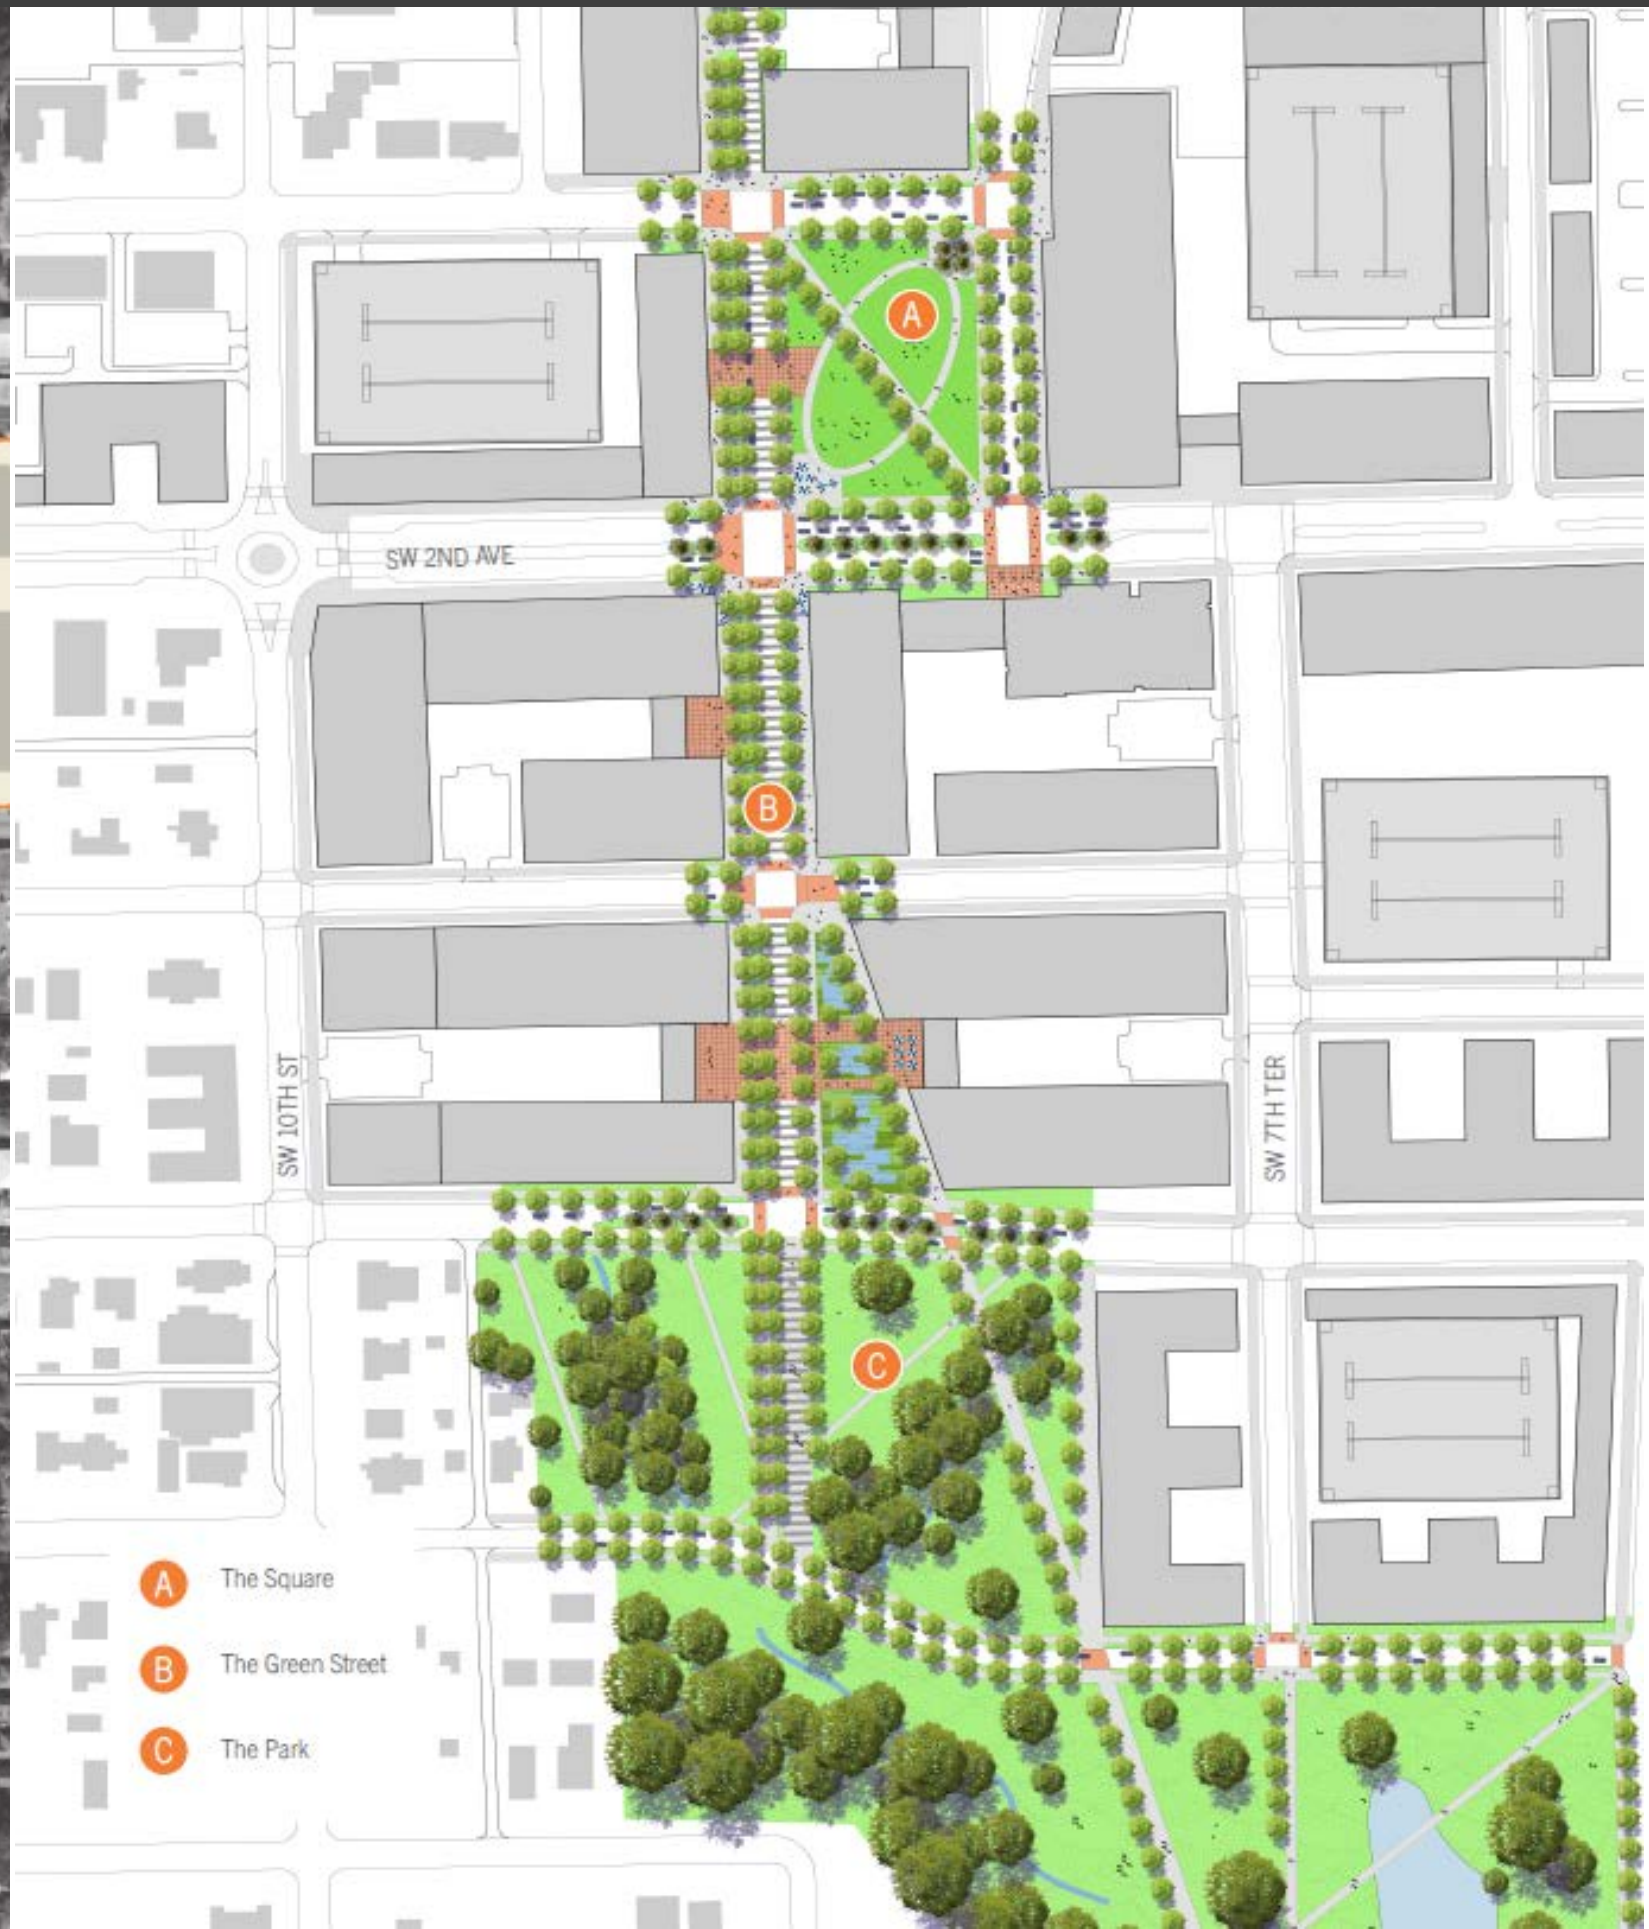 A
SW 2ND AVE
B
SW 10TH ST
SW 7TH TER
C
A The Square
B The Green Street
C The Park